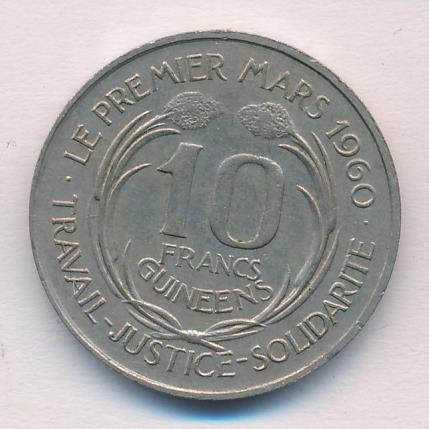 · LE PREMIER MARS 1960 ·
10
FRANCS
GUINEENS
TRAVAIL-JUSTICE-SOLIDARITE